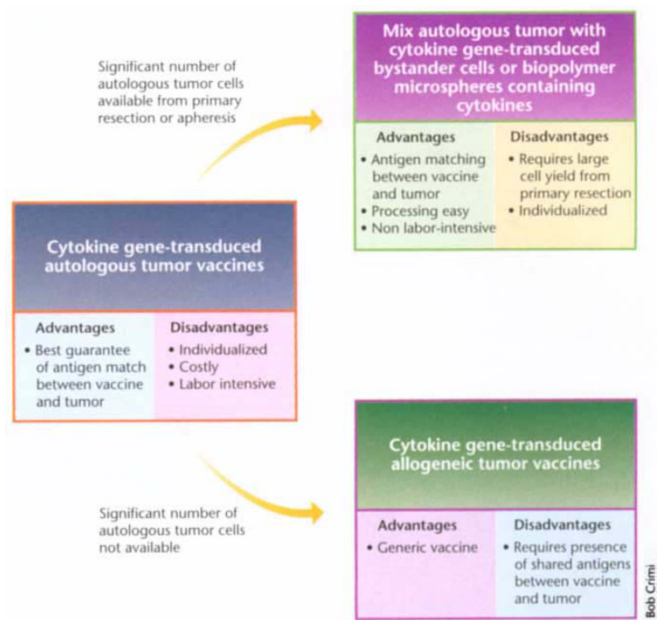 Significant number of
autologous tumor cells
available from primary
resection or apheresis
Mix autologous tumor with
cytokine gene-transduced
bystander cells or biopolymer
microspheres containing
cytokines
Advantages
• Antigen matching
between vaccine
and tumor
• Processing easy
• Non labor-intensive
Disadvantages
• Requires large
cell yield from
primary resection
• Individualized
Cytokine gene-transduced
autologous tumor vaccines
Advantages
• Best guarantee
of antigen match
between vaccine
and tumor
Disadvantages
• Individualized
• Costly
• Labor intensive
Significant number of
autologous tumor cells
not available
Cytokine gene-transduced
allogeneic tumor vaccines
Advantages
• Generic vaccine
Disadvantages
• Requires presence
of shared antigens
between vaccine
and tumor
Bob Crimi